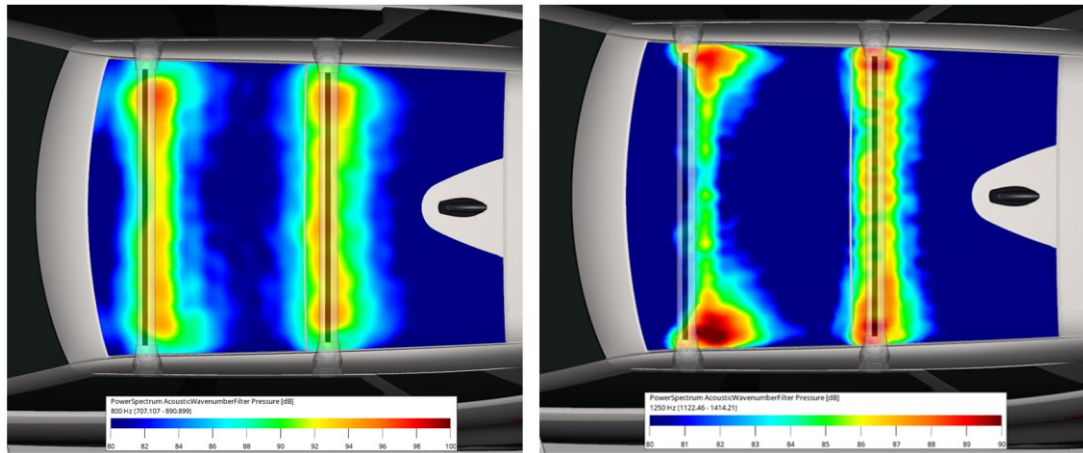 PowerSpectrum AcousticWavenumberFilter Pressure [dB]
800 Hz (707.107 - 890.899)
80 82 84 86 88 90 92 94 96 98 100
PowerSpectrum AcousticWavenumberFilter Pressure [dB]
1250 Hz (1122.46 - 1414.21)
80 81 82 83 84 85 86 87 88 89 90